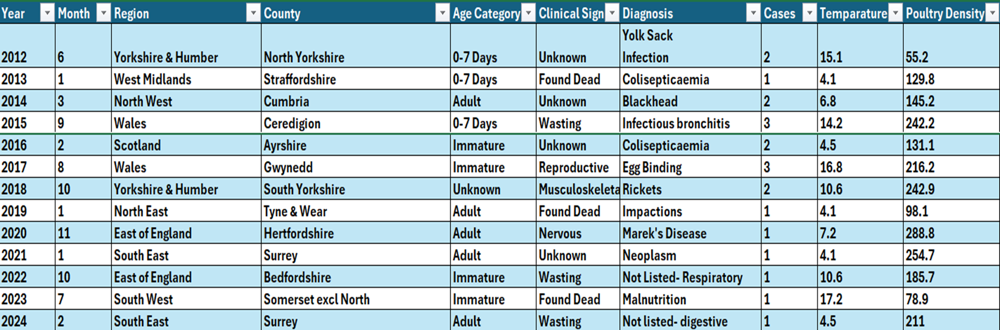 Year Month Region County Age Category Clinical Sign Diagnosis Cases Temparature Poultry Density
Yolk Sack
2012 6 Yorkshire & Humber North Yorkshire 0-7 Days Unknown Infection 2 15.1 55.2
2013 1 West Midlands Straffordshire 0-7 Days Found Dead Colisepticaemia 1 4.1 129.8
2014 3 North West Cumbria Adult Unknown Blackhead 2 6.8 145.2
2015 9 Wales Ceredigion 0-7 Days Wasting Infectious bronchitis 3 14.2 242.2
2016 2 Scotland Ayrshire Immature Unknown Colisepticaemia 2 4.5 131.1
2017 8 Wales Gwynedd Immature Reproductive Egg Binding 3 16.8 216.2
2018 10 Yorkshire & Humber South Yorkshire Unknown Musculoskeleta Rickets 2 10.6 242.9
2019 1 North East Tyne & Wear Adult Found Dead Impactions 1 4.1 98.1
2020 11 East of England Hertfordshire Adult Nervous Marek's Disease 1 7.2 288.8
2021 1 South East Surrey Adult Unknown Neoplasm 1 4.1 254.7
2022 10 East of England Bedfordshire Immature Wasting Not Listed- Respiratory 1 10.6 185.7
2023 7 South West Somerset excl North Immature Found Dead Malnutrition 1 17.2 78.9
2024 2 South East Surrey Adult Wasting Not listed- digestive 1 4.5 211